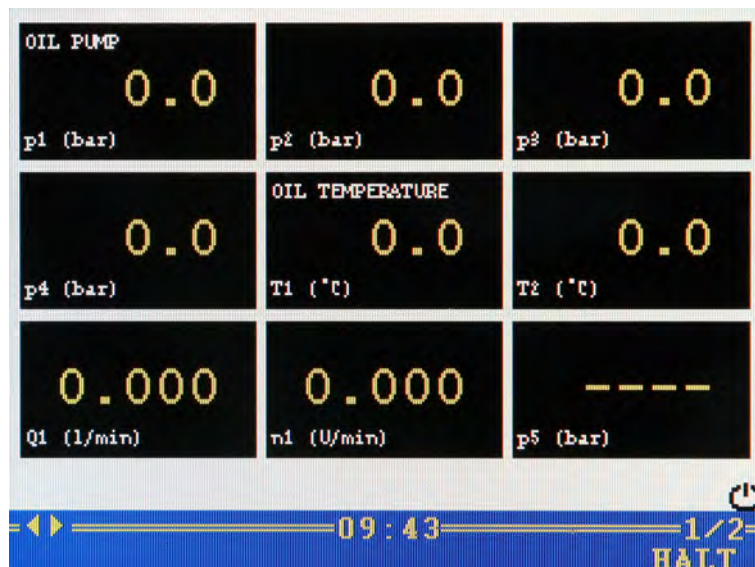 OIL PUMP
0.0
p1 (bar)
0.0
p2 (bar)
0.0
p3 (bar)
0.0
p4 (bar)
OIL TEMPERATURE
0.0
T1 (°C)
0.0
T2 (°C)
0.000
Q1 (l/min)
0.000
n1 (U/min)
----
p5 (bar)
09:43
1/2
HALT